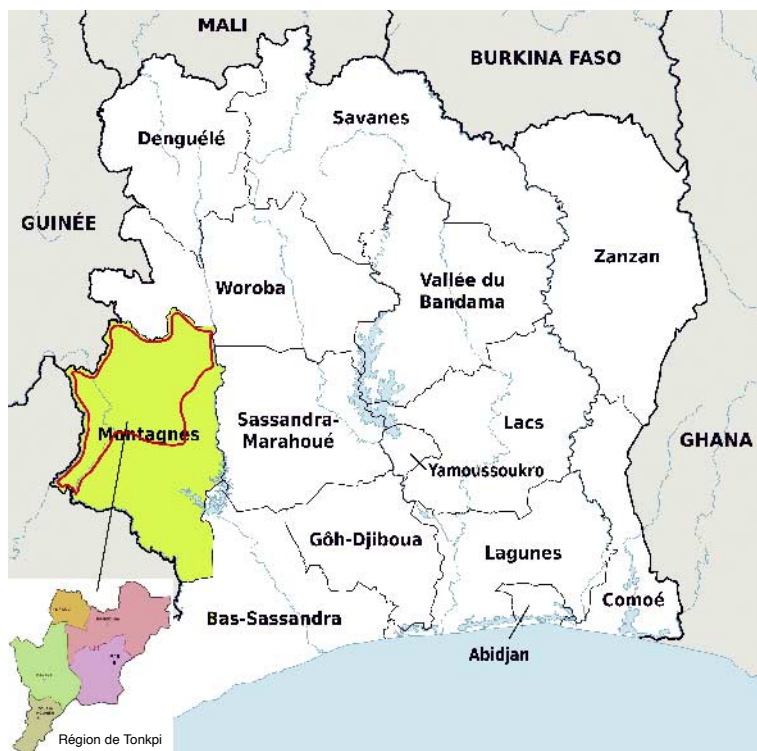 MALI
BURKINA FASO
Savanes
Denguélé
GUINÉE
Zanzan
Woroba
Vallée du
Bandama
Montagnes
Sassandra-
Marahoué
Lacs
GHANA
Yamoussoukro
Gôh-Djiboua
Lagunes
Bas-Sassandra
Comoé
Abidjan
Région de Tonkpi